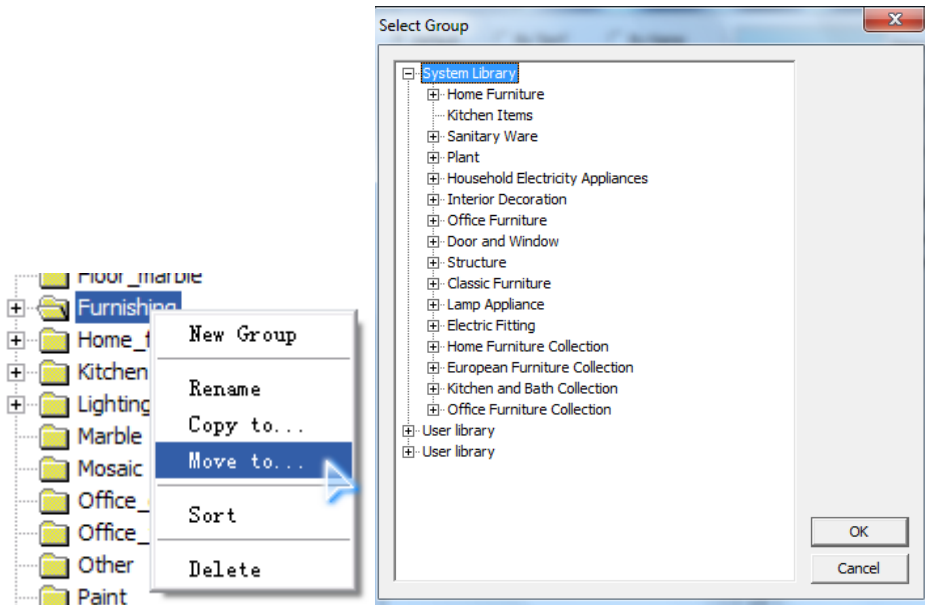 Floor_marble
Furnishing
Home_f
Kitchen
Lighting
Marble
Mosaic
Office_
Office_
Other
Paint
New Group
Rename
Copy to...
Move to...
Sort
Delete
Select Group
System Library
Home Furniture
Kitchen Items
Sanitary Ware
Plant
Household Electricity Appliances
Interior Decoration
Office Furniture
Door and Window
Structure
Classic Furniture
Lamp Appliance
Electric Fitting
Home Furniture Collection
European Furniture Collection
Kitchen and Bath Collection
Office Furniture Collection
User library
User library
OK
Cancel